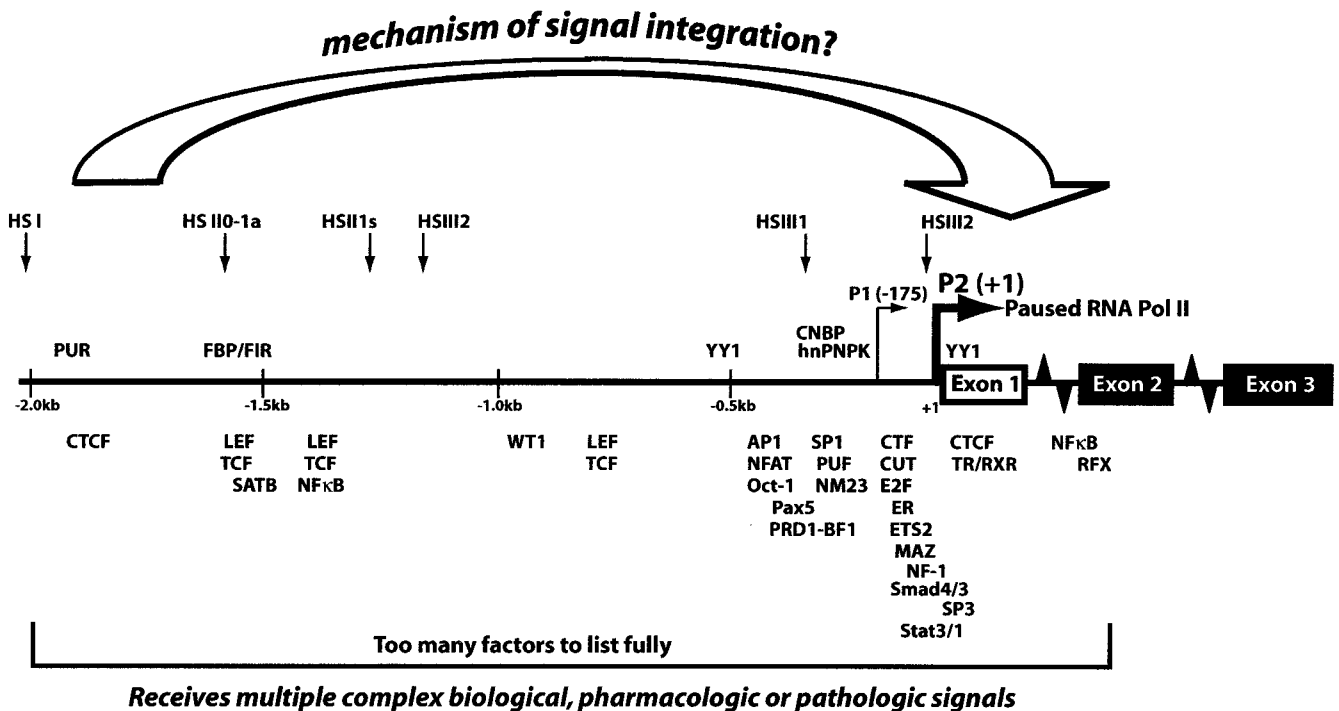 mechanism of signal integration?
HS I HS II0-1a HSII1s HSIII2 HSIII1 HSIII2
P1 (-175) P2 (+1)
Paused RNA Pol II
CNBP
PUR FBP/FIR YY1 hnPNPK YY1
Exon 1 Exon 2 Exon 3
-2.0kb -1.5kb -1.0kb -0.5kb +1
CTCF LEF LEF WT1 LEF AP1 SP1 CTF CTCF NFκB
TCF TCF TCF NFAT PUF CUT TR/RXR RFX
SATB NFκB Oct-1 NM23 E2F
Pax5 ER
PRD1-BF1 ETS2
MAZ
NF-1
Smad4/3
SP3
Stat3/1
Too many factors to list fully
Receives multiple complex biological, pharmacologic or pathologic signals